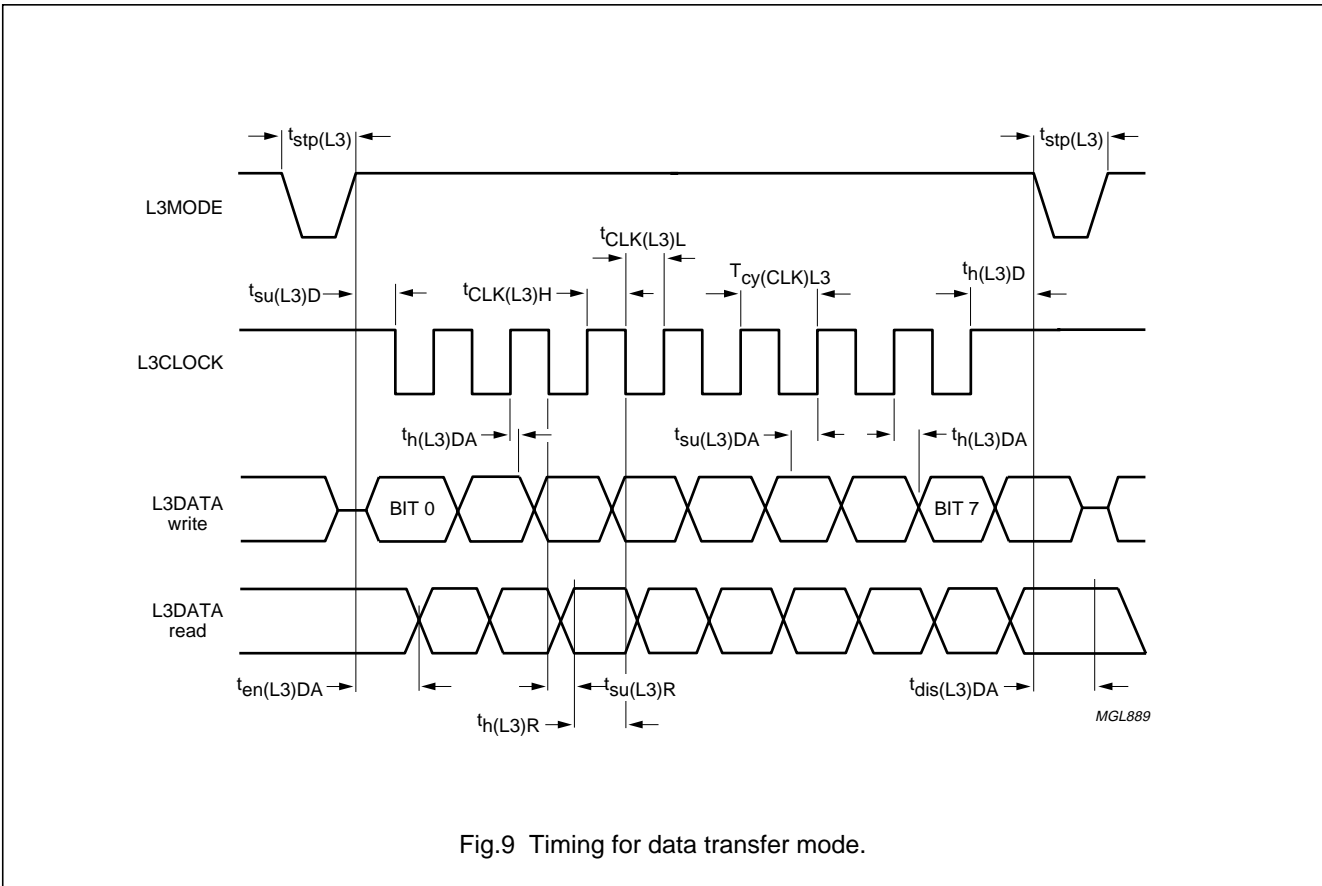 tstp(L3) tstp(L3)
L3MODE
tCLK(L3)L
tsu(L3)D tCLK(L3)H Tcy(CLK)L3 th(L3)D
L3CLOCK
th(L3)DA tsu(L3)DA th(L3)DA
L3DATA
write
BIT 0 BIT 7
L3DATA
read
ten(L3)DA tsu(L3)R tdis(L3)DA
th(L3)R
MGL889
Fig.9 Timing for data transfer mode.